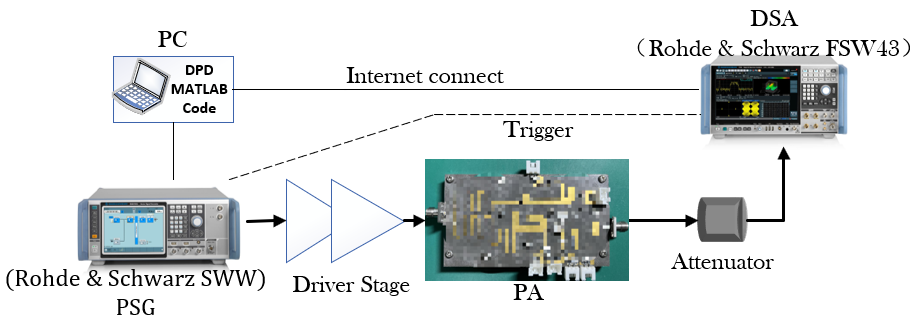 PC
DSA
（Rohde & Schwarz FSW43）
DPD
MATLAB
Code
Internet connect
Trigger
(Rohde & Schwarz SWW)
PSG
Driver Stage
PA
Attenuator